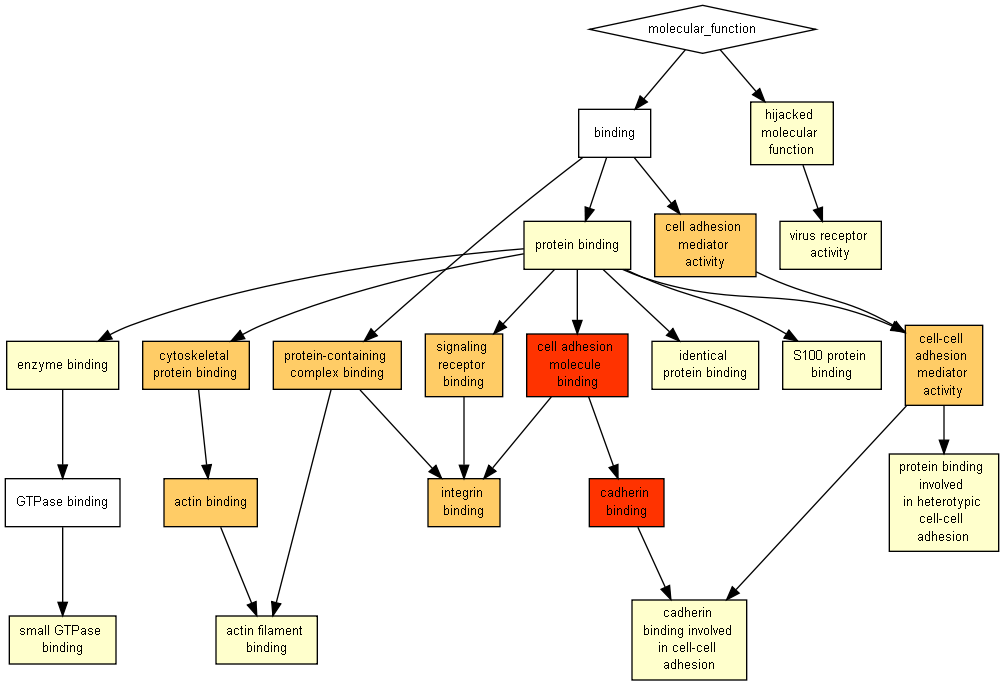 molecular_function
binding
hijacked
molecular
function
protein binding
cell adhesion
mediator
activity
virus receptor
activity
enzyme binding
cytoskeletal
protein binding
protein-containing
complex binding
signaling
receptor
binding
cell adhesion
molecule
binding
identical
protein binding
S100 protein
binding
cell-cell
adhesion
mediator
activity
GTPase binding
actin binding
integrin
binding
cadherin
binding
protein binding
involved
in heterotypic
cell-cell
adhesion
small GTPase
binding
actin filament
binding
cadherin
binding involved
in cell-cell
adhesion